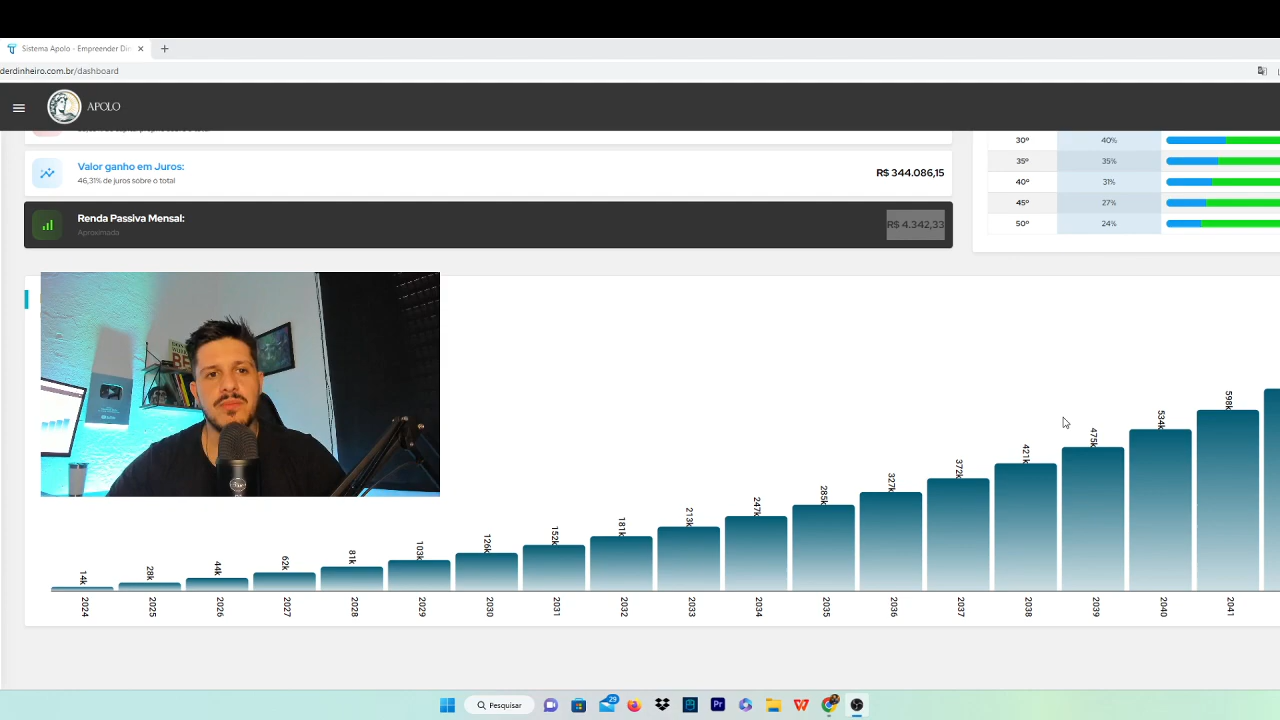 Sistema Apolo - Empreender Din
derdinheiro.com.br/dashboard
APOLO
Valor ganho em Juros:
46,31% de juros sobre o total
R$ 344.086,15
Renda Passiva Mensal:
Aproximada
R$ 4.342,33
30º 40%
35º 35%
40º 31%
45º 27%
50º 24%
14k
28k
44k
62k
81k
103k
126k
152k
181k
213k
247k
285k
327k
372k
421k
475k
534k
598k
2024
2025
2026
2027
2028
2029
2030
2031
2032
2033
2034
2035
2036
2037
2038
2039
2040
2041
Pesquisar
29